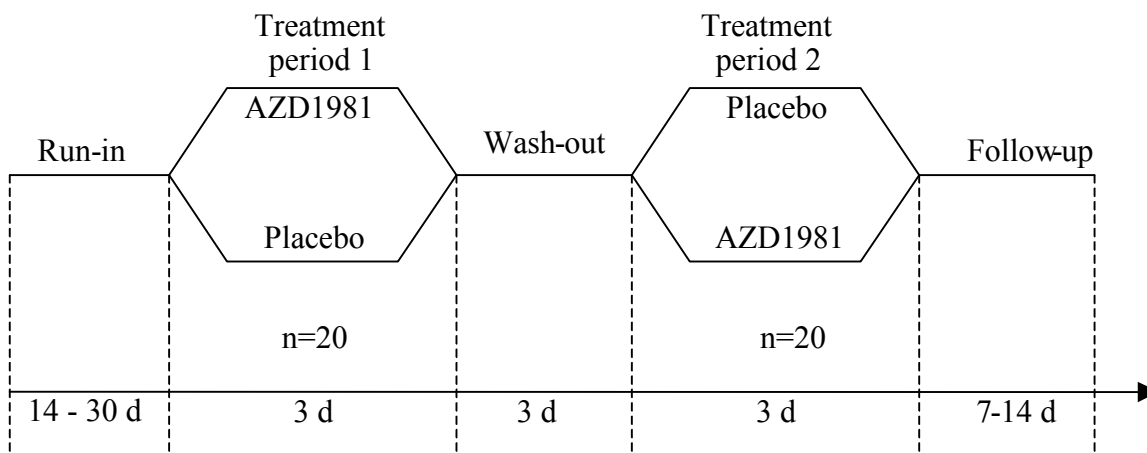 Treatment
period 1
Treatment
period 2
AZD1981
Placebo
Run-in
Wash-out
Follow-up
Placebo
AZD1981
n=20
n=20
14 - 30 d
3 d
3 d
3 d
7-14 d